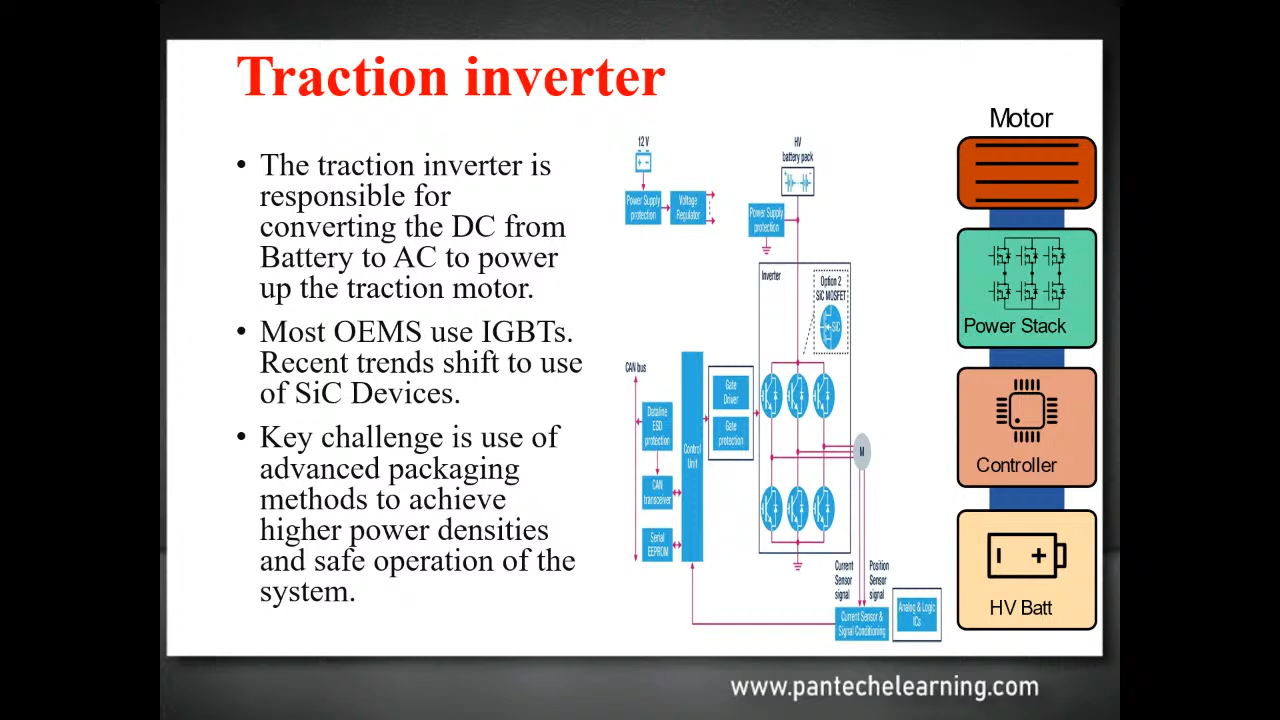 Traction inverter
• The traction inverter is
responsible for
converting the DC from
Battery to AC to power
up the traction motor.
• Most OEMS use IGBTs.
Recent trends shift to use
of SiC Devices.
• Key challenge is use of
advanced packaging
methods to achieve
higher power densities
and safe operation of the
system.
12 V
Power Supply
protection
Voltage
Regulator
HV
battery pack
Power Supply
protection
Inverter
Option 2
SiC MOSFET
SiC
CAN bus
Dataline
ESD
protection
CAN
transceiver
Serial
EEPROM
Control
Unit
Gate
Driver
Gate
protection
M
Current
Sensor
signal
Position
Sensor
signal
Current Sensor &
Signal Conditioning
Analog & Logic
ICs
Motor
Power Stack
Controller
HV Batt
www.pantechelearning.com